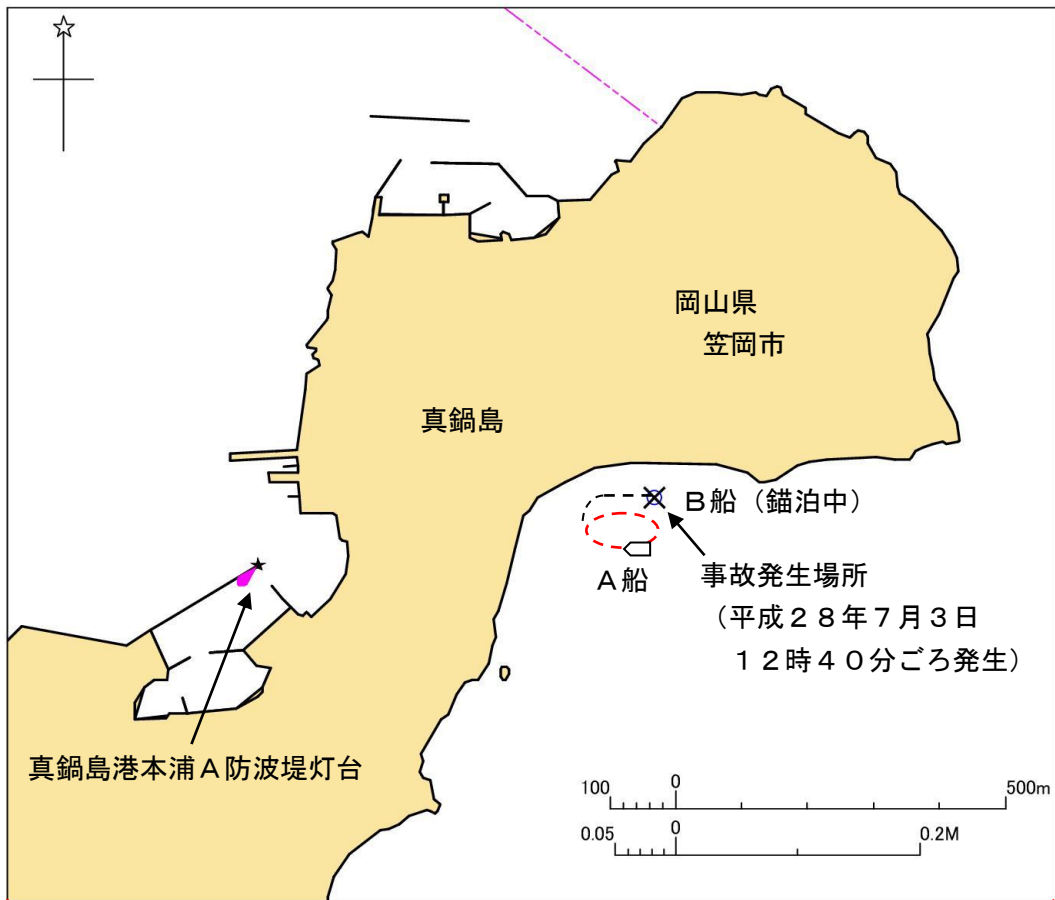 岡山県
笠岡市
真鍋島
B船（錨泊中）
A船
事故発生場所
（平成２８年７月３日
１２時４０分ごろ発生）
真鍋島港本浦A防波堤灯台
100 0 500m
0.05 0 0.2M